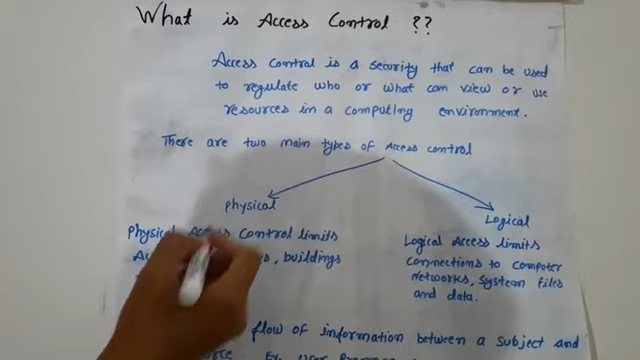 What is Access Control ??
Access Control is a security that can be used
to regulate who or what can view or use
resources in a computing environment.
There are two main types of Access control
Physical
Logical
Physical Access Control limits
buildings
Logical Access limits
connections to computer
networks, system files
and data.
flow of information between a subject and